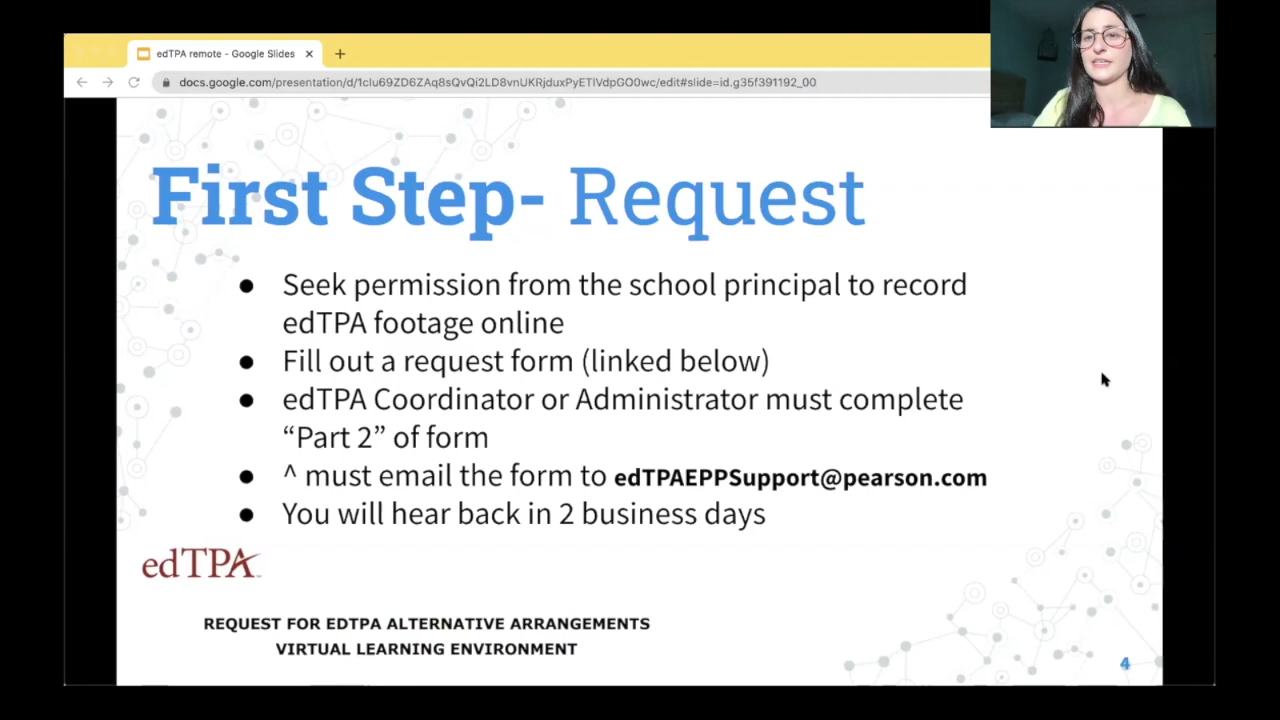 edTPA remote - Google Slides
docs.google.com/presentation/d/1clu69ZD6ZAq8sQvQi2LD8vnUKRjduxPyETlVdpGO0wc/edit#slide=id.g35f391192_00
First Step- Request
● Seek permission from the school principal to record
edTPA footage online
● Fill out a request form (linked below)
● edTPA Coordinator or Administrator must complete
“Part 2” of form
● ^ must email the form to edTPAEPPSupport@pearson.com
● You will hear back in 2 business days
edTPA
REQUEST FOR EDTPA ALTERNATIVE ARRANGEMENTS
VIRTUAL LEARNING ENVIRONMENT
4